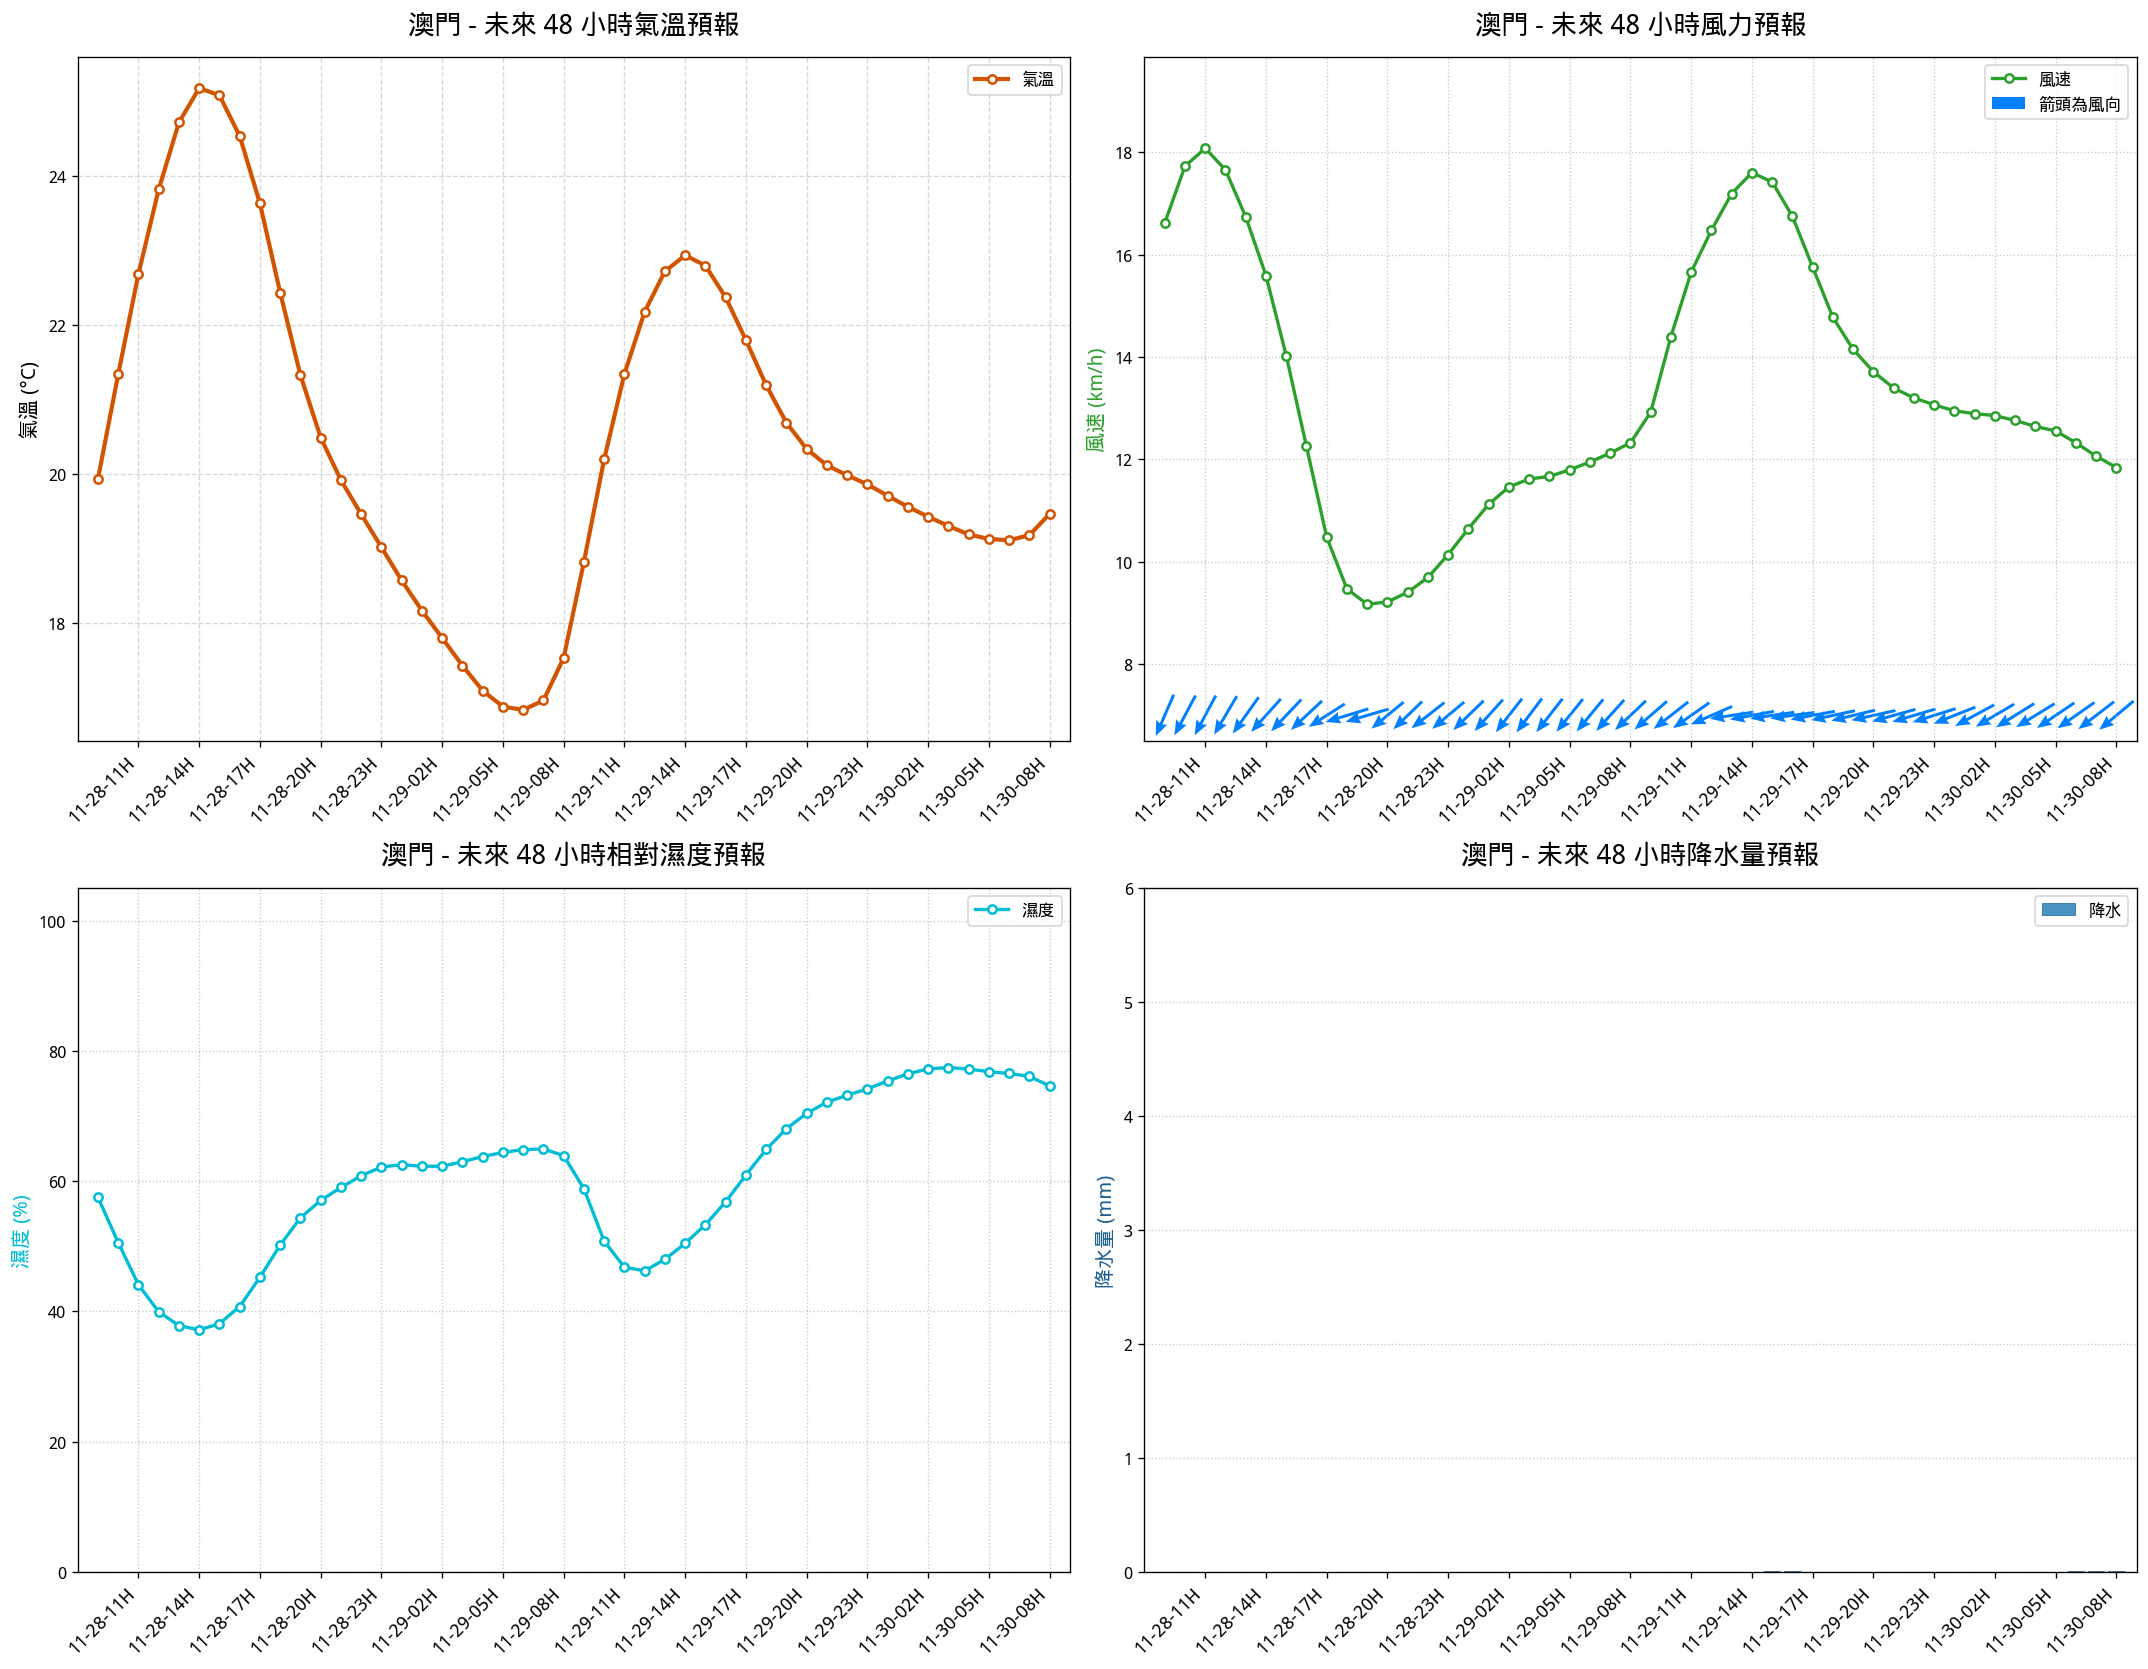 澳門 - 未來 48 小時氣溫預報
氣溫
氣溫 (°C)
24
22
20
18
11-28-11H
11-28-14H
11-28-17H
11-28-20H
11-28-23H
11-29-02H
11-29-05H
11-29-08H
11-29-11H
11-29-14H
11-29-17H
11-29-20H
11-29-23H
11-30-02H
11-30-05H
11-30-08H
澳門 - 未來 48 小時風力預報
風速
箭頭為風向
風速 (km/h)
18
16
14
12
10
8
11-28-11H
11-28-14H
11-28-17H
11-28-20H
11-28-23H
11-29-02H
11-29-05H
11-29-08H
11-29-11H
11-29-14H
11-29-17H
11-29-20H
11-29-23H
11-30-02H
11-30-05H
11-30-08H
澳門 - 未來 48 小時相對濕度預報
濕度
濕度 (%)
100
80
60
40
20
0
11-28-11H
11-28-14H
11-28-17H
11-28-20H
11-28-23H
11-29-02H
11-29-05H
11-29-08H
11-29-11H
11-29-14H
11-29-17H
11-29-20H
11-29-23H
11-30-02H
11-30-05H
11-30-08H
澳門 - 未來 48 小時降水量預報
降水
降水量 (mm)
6
5
4
3
2
1
0
11-28-11H
11-28-14H
11-28-17H
11-28-20H
11-28-23H
11-29-02H
11-29-05H
11-29-08H
11-29-11H
11-29-14H
11-29-17H
11-29-20H
11-29-23H
11-30-02H
11-30-05H
11-30-08H